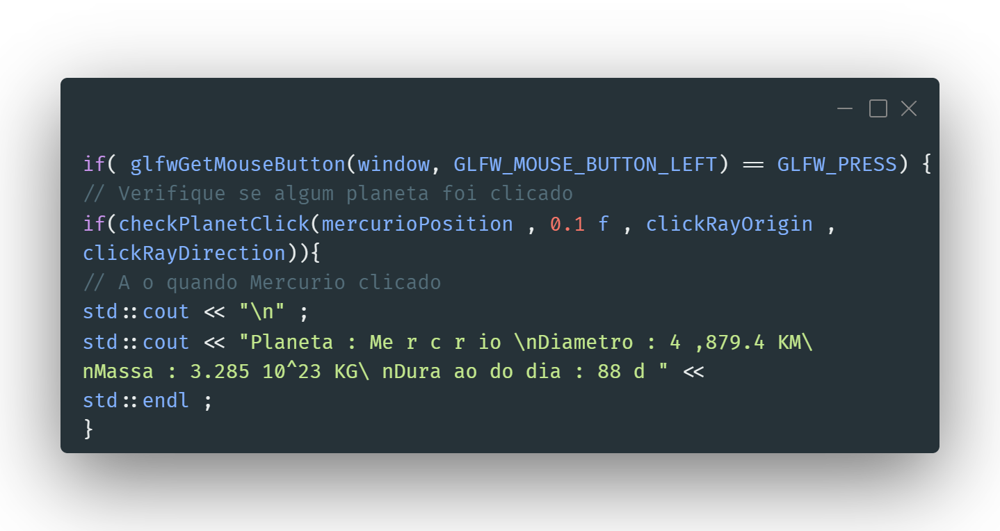 if( glfwGetMouseButton(window, GLFW_MOUSE_BUTTON_LEFT) == GLFW_PRESS) {
// Verifique se algum planeta foi clicado
if(checkPlanetClick(mercurioPosition , 0.1 f , clickRayOrigin ,
clickRayDirection)){
// A o quando Mercurio clicado
std::cout << "\n" ;
std::cout << "Planeta : Me r c r io \nDiametro : 4 ,879.4 KM\
nMassa : 3.285 10^23 KG\ nDura ao do dia : 88 d " <<
std::endl ;
}